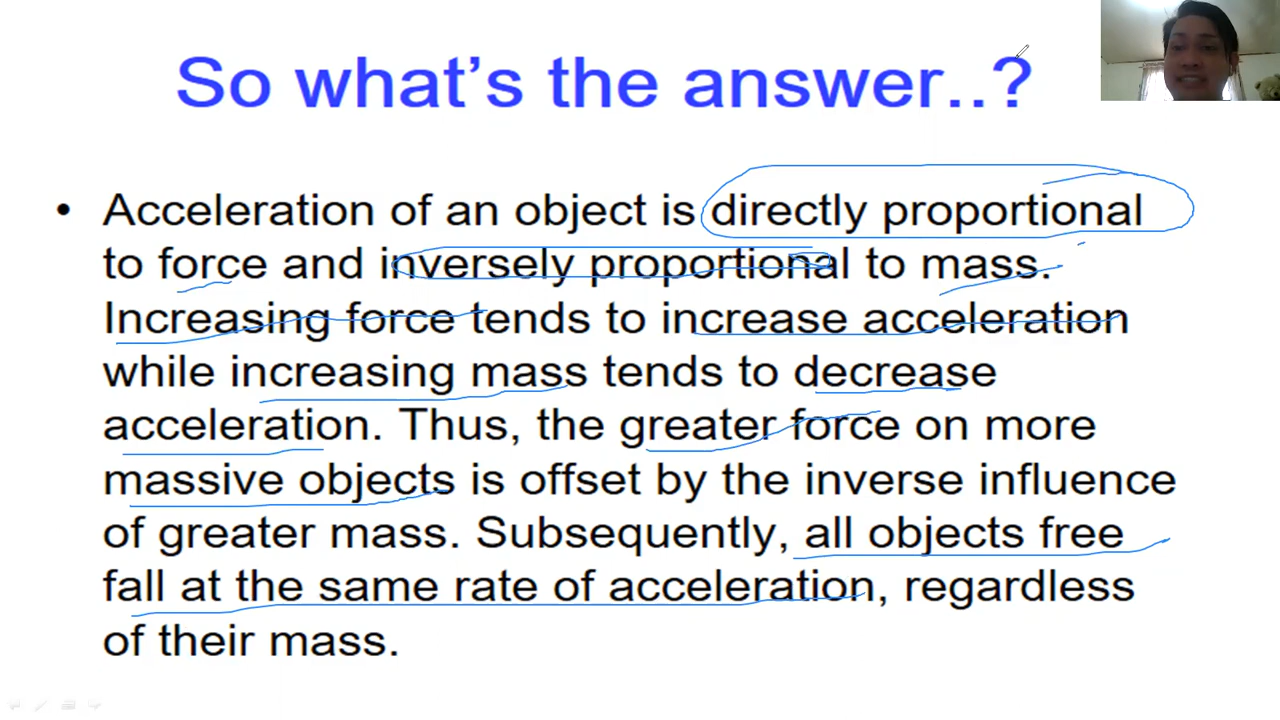 So what's the answer..?
• Acceleration of an object is directly proportional
to force and inversely proportional to mass.
Increasing force tends to increase acceleration
while increasing mass tends to decrease
acceleration. Thus, the greater force on more
massive objects is offset by the inverse influence
of greater mass. Subsequently, all objects free
fall at the same rate of acceleration, regardless
of their mass.